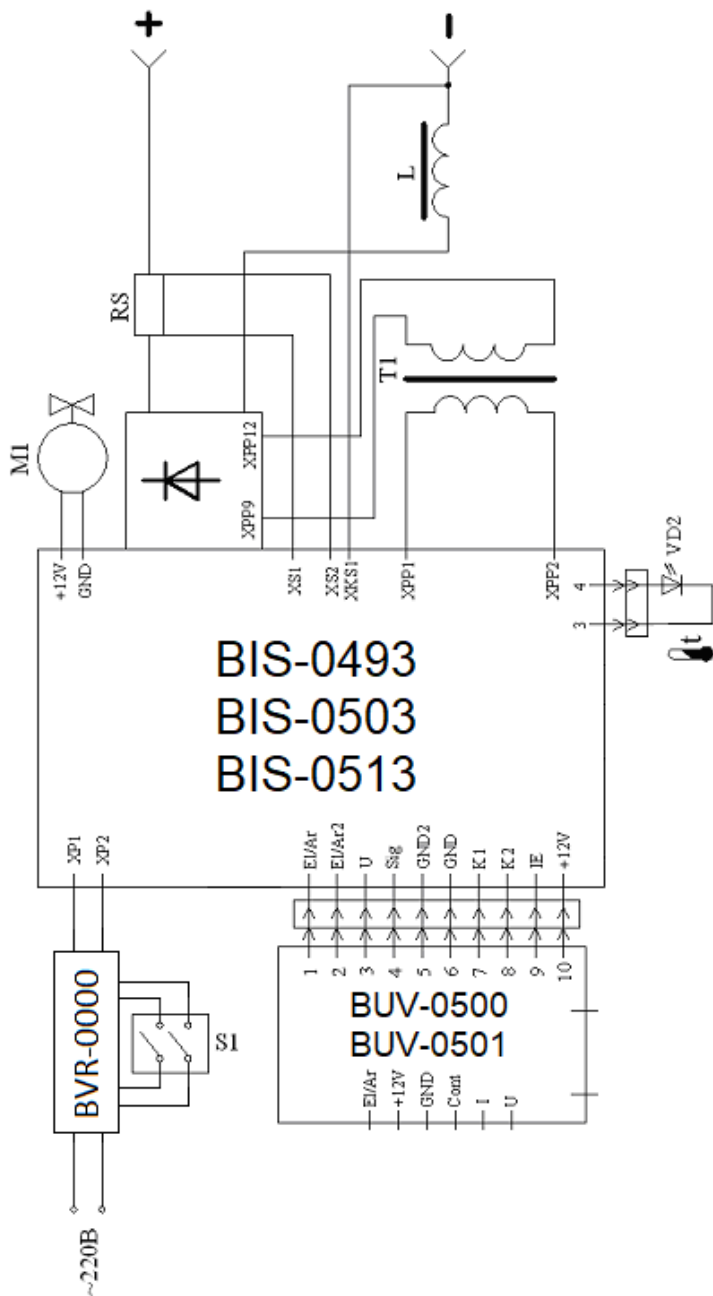 +
-
L
RS
T1
M1
XPP12
XPP9
+12V
GND
XS1
XS2
XKS1
XPP1
XPP2
4
3
VD2
t
BIS-0493
BIS-0503
BIS-0513
XP1
XP2
El/Ar
El/Ar2
U
Sig
GND2
GND
K1
K2
IE
+12V
1
2
3
4
5
6
7
8
9
10
BVR-0000
S1
BUV-0500
BUV-0501
El/Ar
+12V
GND
Cont
I
U
~220В